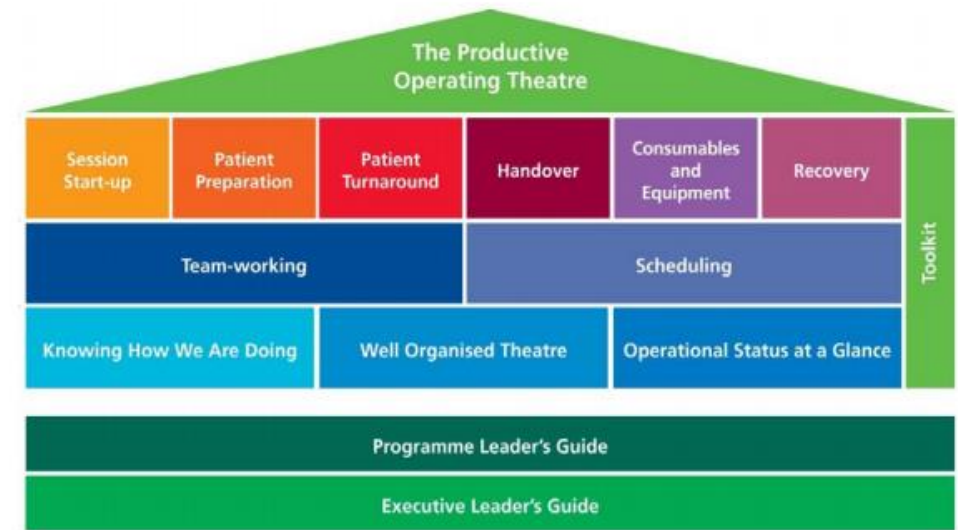 The Productive
Operating Theatre
Session
Start-up
Patient
Preparation
Patient
Turnaround
Handover
Consumables
and
Equipment
Recovery
Toolkit
Team-working
Scheduling
Knowing How We Are Doing
Well Organised Theatre
Operational Status at a Glance
Programme Leader's Guide
Executive Leader's Guide